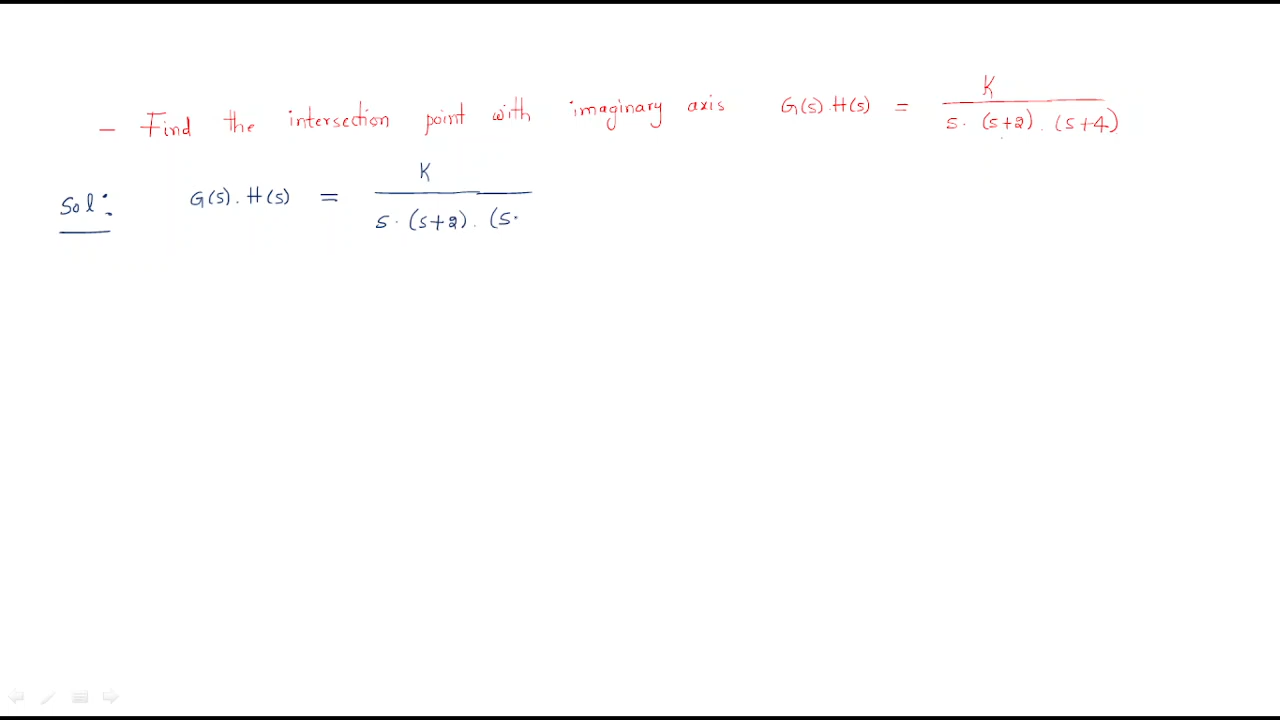 - Find the intersection point with imaginary axis G(s).H(s) = K / s.(s+2).(s+4)
Sol: G(s).H(s) = K / s.(s+2).(s